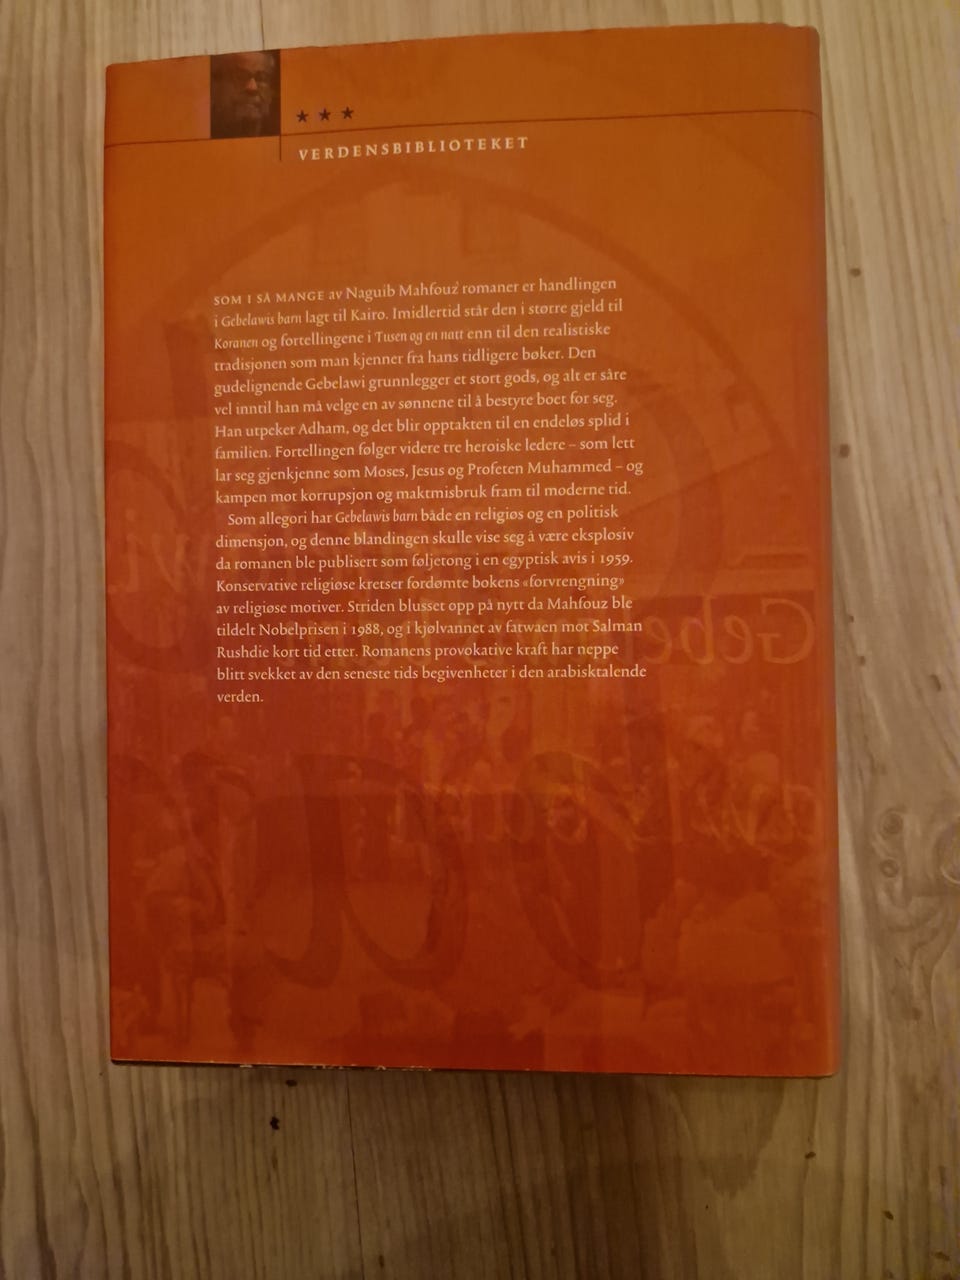 ★ ★ ★
VERDENSBIBLIOTEKET
SOM I SÅ MANGE av Naguib Mahfouz' romaner er handlingen
i Gebelawis barn lagt til Kairo. Imidlertid står den i større gjeld til
Koranen og fortellingene i Tusen og en natt enn til den realistiske
tradisjonen som man kjenner fra hans tidligere bøker. Den
gudelignende Gebelawi grunnlegger et stort gods, og alt er såre
vel inntil han må velge en av sønnene til å bestyre boet for seg.
Han utpeker Adham, og det blir opptakten til en endeløs splid i
familien. Fortellingen følger videre tre heroiske ledere – som lett
lar seg gjenkjenne som Moses, Jesus og Profeten Muhammed – og
kampen mot korrupsjon og maktmisbruk fram til moderne tid.
Som allegori har Gebelawis barn både en religiøs og en politisk
dimensjon, og denne blandingen skulle vise seg å være eksplosiv
da romanen ble publisert som føljetong i en egyptisk avis i 1959.
Konservative religiøse kretser fordømte bokens «forvrengning»
av religiøse motiver. Striden blusset opp på nytt da Mahfouz ble
tildelt Nobelprisen i 1988, og i kjølvannet av fatwaen mot Salman
Rushdie kort tid etter. Romanens provokative kraft har neppe
blitt svekket av den seneste tids begivenheter i den arabisktalende
verden.